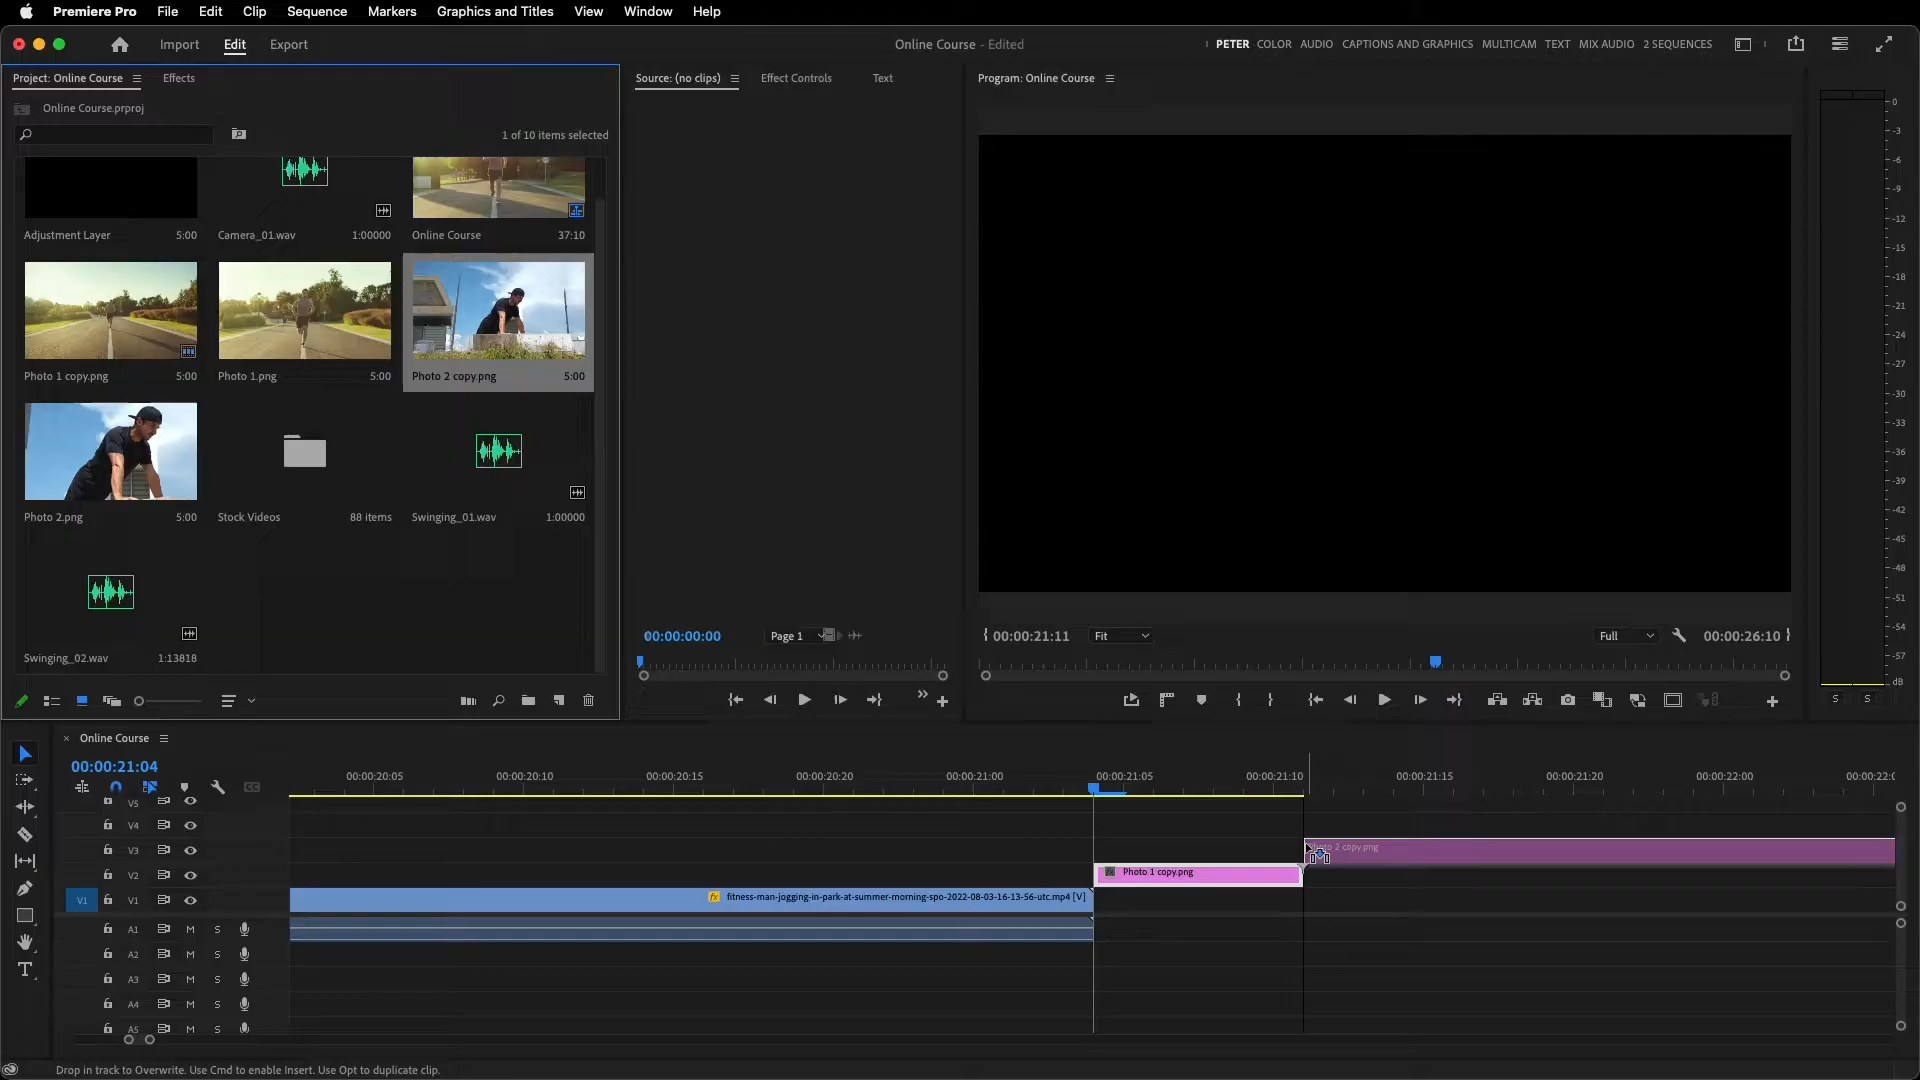 Premiere Pro File Edit Clip Sequence Markers Graphics and Titles View Window Help
Import Edit Export Online Course - Edited PETER COLOR AUDIO CAPTIONS AND GRAPHICS MULTICAM TEXT MIX AUDIO 2 SEQUENCES
Project: Online Course Effects
Source: (no clips) Effect Controls Text
Program: Online Course
Online Course.prproj
1 of 10 items selected
Adjustment Layer 5:00
Camera_01.wav 1:00000
Online Course 37:10
Photo 1 copy.png 5:00
Photo 1.png 5:00
Photo 2 copy.png 5:00
Photo 2.png 5:00
Stock Videos 88 items
Swinging_01.wav 1:00000
Swinging_02.wav 1:13818
00:00:00:00 Page 1
00:00:21:11 Fit Full 00:00:26:10
0
-3
-6
-9
-12
-15
-18
-21
-24
-27
-30
-33
-36
-39
-42
-45
-48
-51
-54
-57
dB
S S
Online Course
00:00:21:04
00:00:20:05 00:00:20:10 00:00:20:15 00:00:20:20 00:00:21:00 00:00:21:05 00:00:21:10 00:00:21:15 00:00:21:20 00:00:22:00 00:00:22:0
V5
V4
V3 Photo 2 copy.png
V2 Photo 1 copy.png
V1 V1 fx fitness-man-jogging-in-park-at-summer-morning-spo-2022-08-03-16-13-56-utc.mp4 [V]
A1 M S
A2 M S
A3 M S
A4 M S
A5 M S
Drop in track to Overwrite. Use Cmd to enable Insert. Use Opt to duplicate clip.